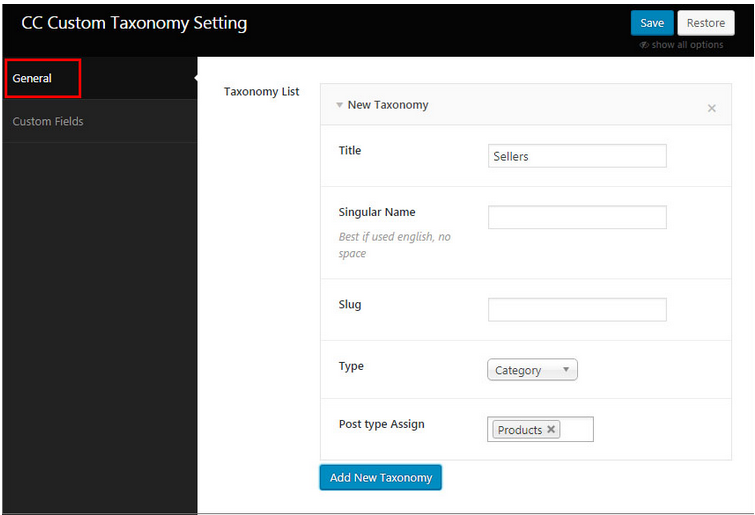 CC Custom Taxonomy Setting
Save
Restore
show all options
General
Custom Fields
Taxonomy List
New Taxonomy
Title
Sellers
Singular Name
Best if used english, no
space
Slug
Type
Category
Post type Assign
Products
Add New Taxonomy